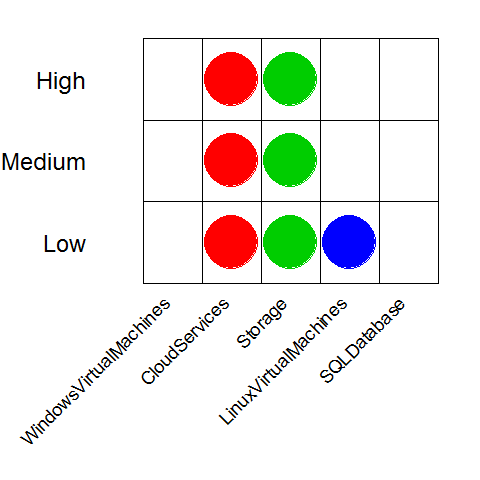 High
Medium
Low
WindowsVirtualMachines
CloudServices
Storage
LinuxVirtualMachines
SQLDatabase